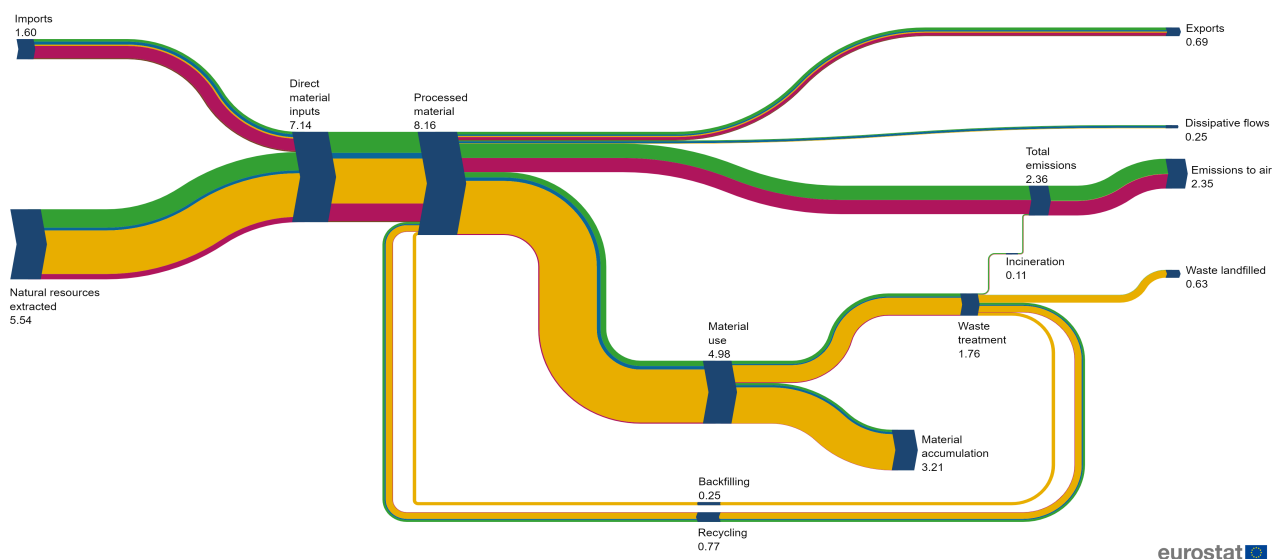 Imports
1.60
Exports
0.69
Direct
material
inputs
7.14
Processed
material
8.16
Dissipative flows
0.25
Total
emissions
2.36
Emissions to air
2.35
Natural resources
extracted
5.54
Incineration
0.11
Waste landfilled
0.63
Material
use
4.98
Waste
treatment
1.76
Material
accumulation
3.21
Backfilling
0.25
Recycling
0.77
eurostat